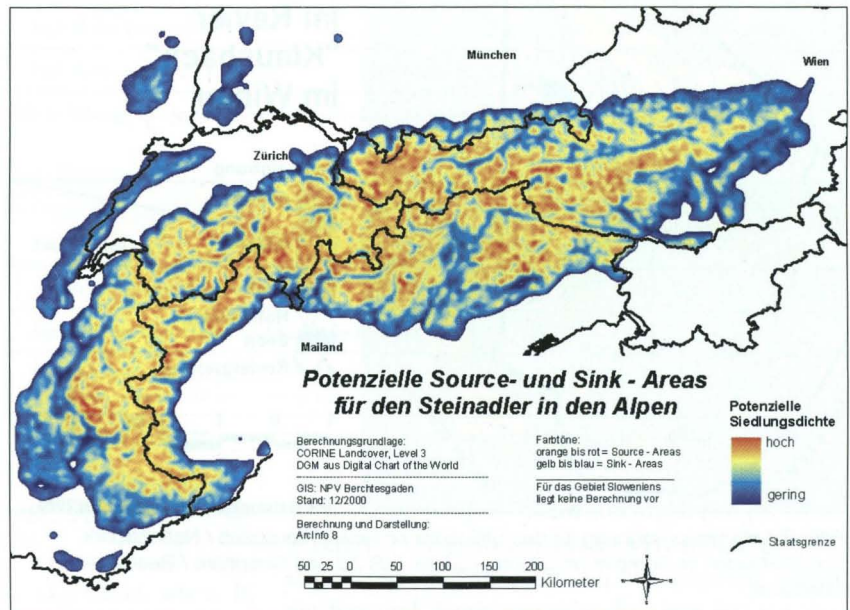 München
Wien
Zürich
Mailand
Potenzielle Source- und Sink - Areas
für den Steinadler in den Alpen
Berechnungsgrundlage:
CORINE Landcover, Level 3
DGM aus Digital Chart of the World
GIS: NPV Berchtesgaden
Stand: 12/2000
Berechnung und Darstellung:
ArcInfo 8
Farbtöne:
orange bis rot = Source - Areas
gelb bis blau = Sink - Areas
Für das Gebiet Sloweniens
liegt keine Berechnung vor
Potenzielle
Siedlungsdichte
hoch
gering
Staatsgrenze
50 25 0 50 100 150 200
Kilometer